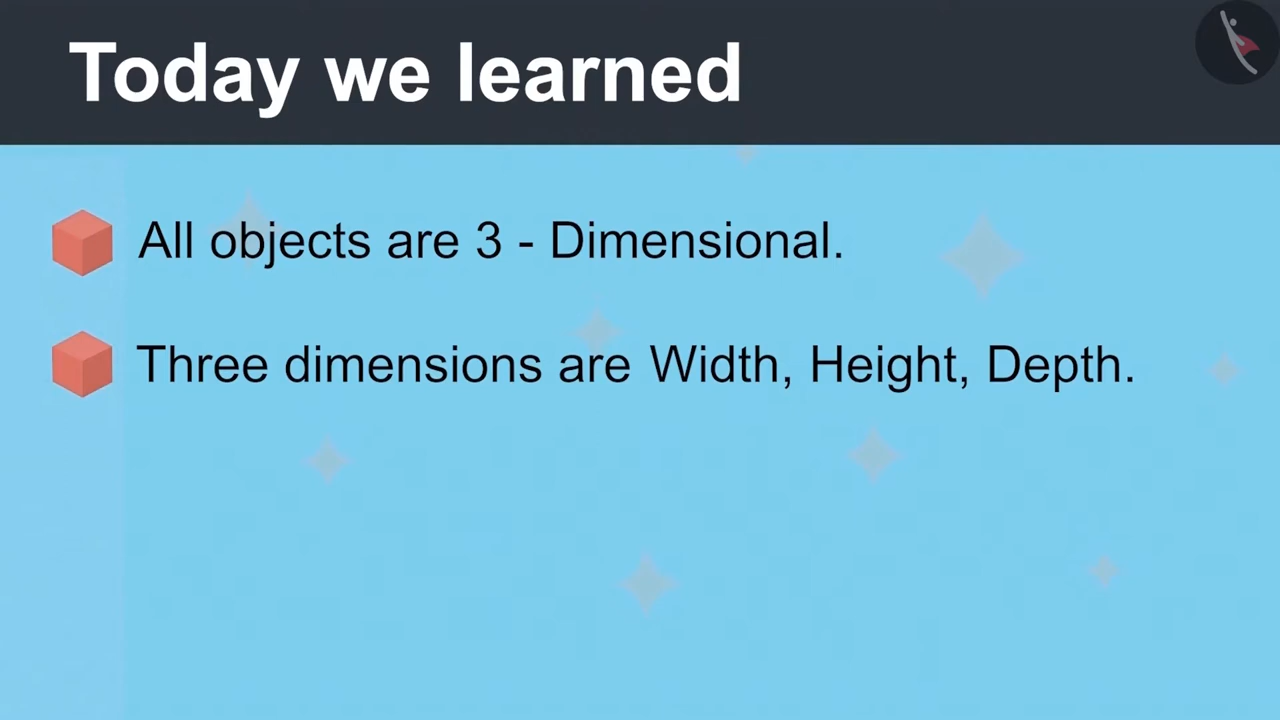 Today we learned
All objects are 3 - Dimensional.
Three dimensions are Width, Height, Depth.